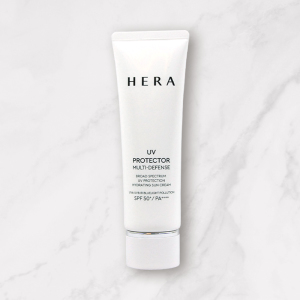 HERA
UV
PROTECTOR
MULTI-DEFENSE
BROAD SPECTRUM
UV PROTECTION
HYDRATING SUN CREAM
SPF 50+/ PA++++